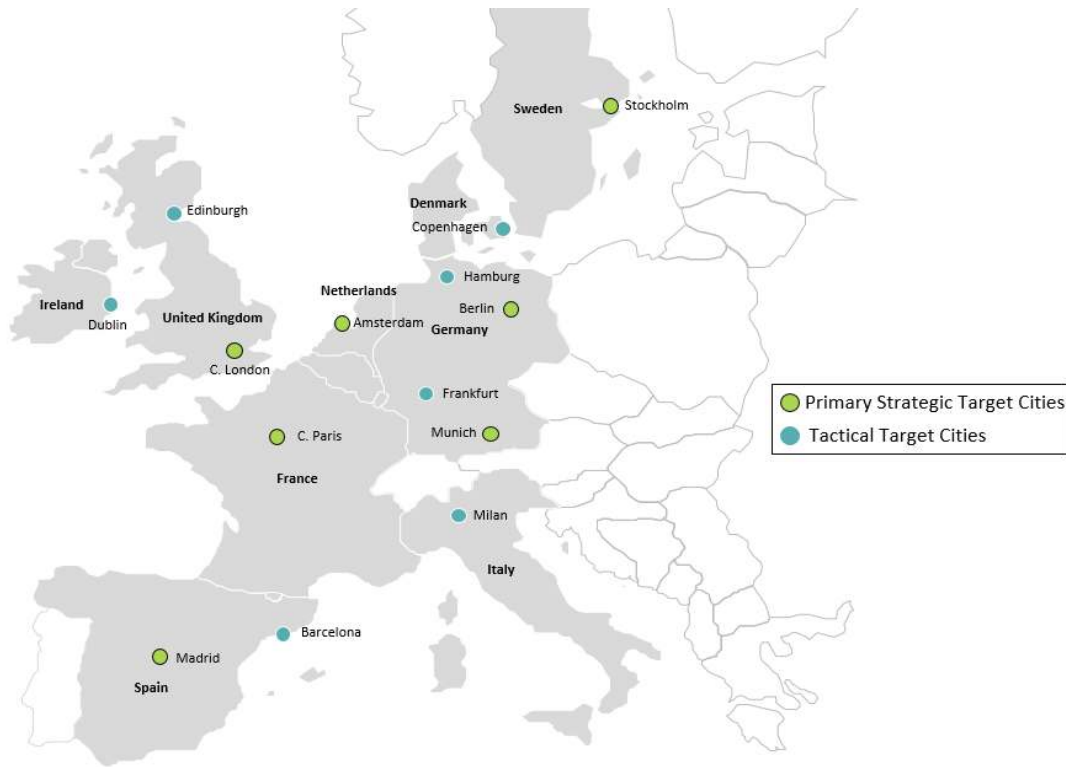 Sweden
Stockholm
Edinburgh
Denmark
Copenhagen
Hamburg
Netherlands
Berlin
Ireland
Dublin
United Kingdom
Amsterdam
Germany
C. London
Frankfurt
Primary Strategic Target Cities
Tactical Target Cities
C. Paris
Munich
France
Milan
Italy
Barcelona
Madrid
Spain